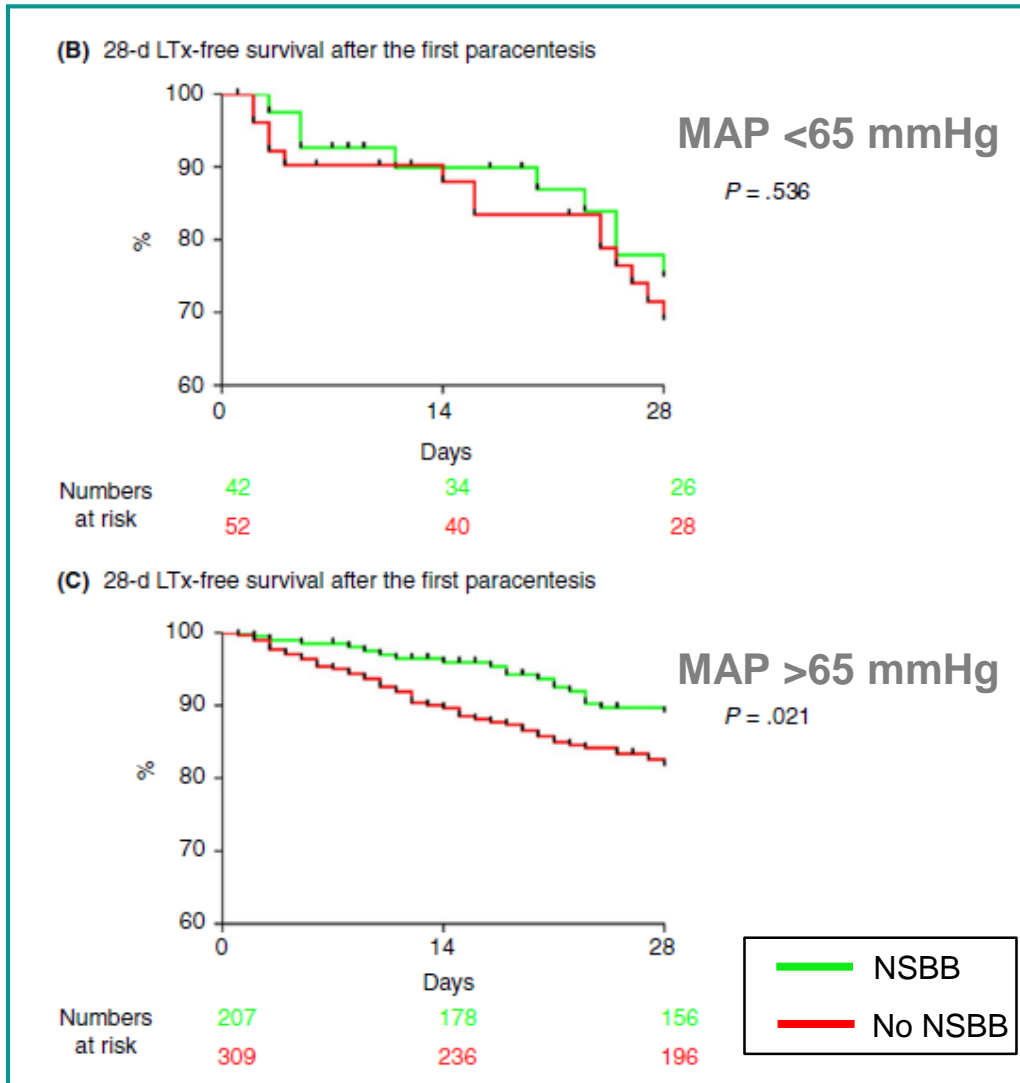 (B) 28-d LTx-free survival after the first paracentesis
100
90
80
70
60
%
MAP <65 mmHg
P = .536
0 14 28
Days
Numbers at risk
42 34 26
52 40 28
(C) 28-d LTx-free survival after the first paracentesis
100
90
80
70
60
%
MAP >65 mmHg
P = .021
0 14 28
Days
Numbers at risk
207 178 156
309 236 196
NSBB
No NSBB